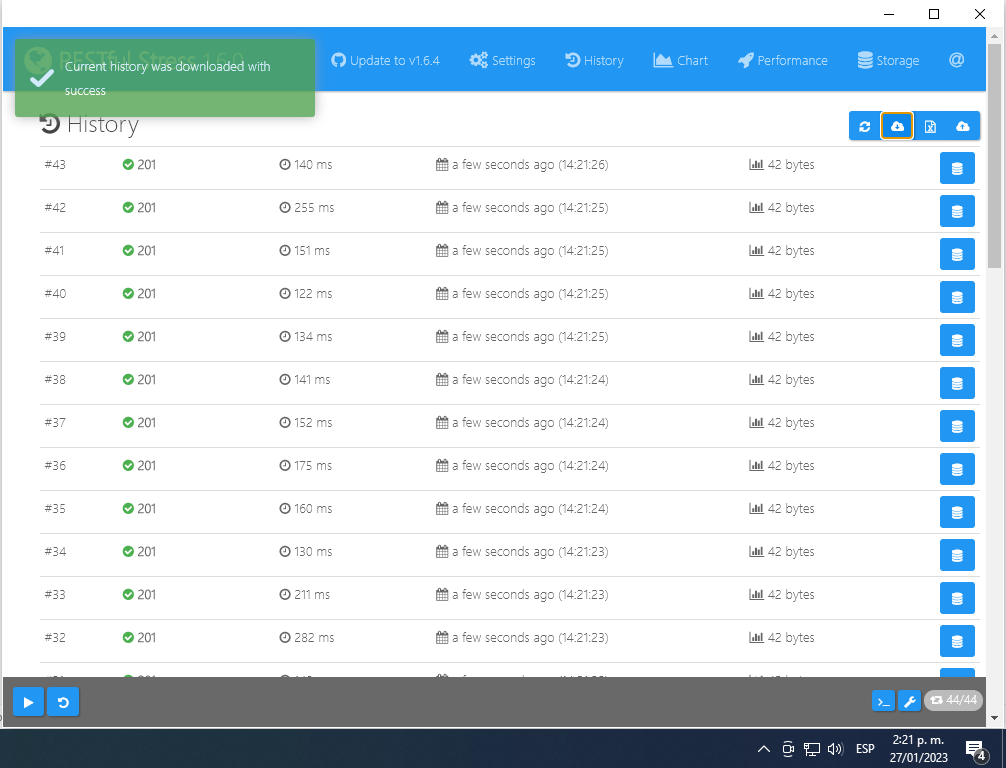 RESTful Stress 1.6.0
Current history was downloaded with
success
Update to v1.6.4
Settings
History
Chart
Performance
Storage
@
History
#43 201 140 ms a few seconds ago (14:21:26) 42 bytes
#42 201 255 ms a few seconds ago (14:21:25) 42 bytes
#41 201 151 ms a few seconds ago (14:21:25) 42 bytes
#40 201 122 ms a few seconds ago (14:21:25) 42 bytes
#39 201 134 ms a few seconds ago (14:21:25) 42 bytes
#38 201 141 ms a few seconds ago (14:21:24) 42 bytes
#37 201 152 ms a few seconds ago (14:21:24) 42 bytes
#36 201 175 ms a few seconds ago (14:21:24) 42 bytes
#35 201 160 ms a few seconds ago (14:21:24) 42 bytes
#34 201 130 ms a few seconds ago (14:21:23) 42 bytes
#33 201 211 ms a few seconds ago (14:21:23) 42 bytes
#32 201 282 ms a few seconds ago (14:21:23) 42 bytes
44/44
ESP
2:21 p. m.
27/01/2023
4